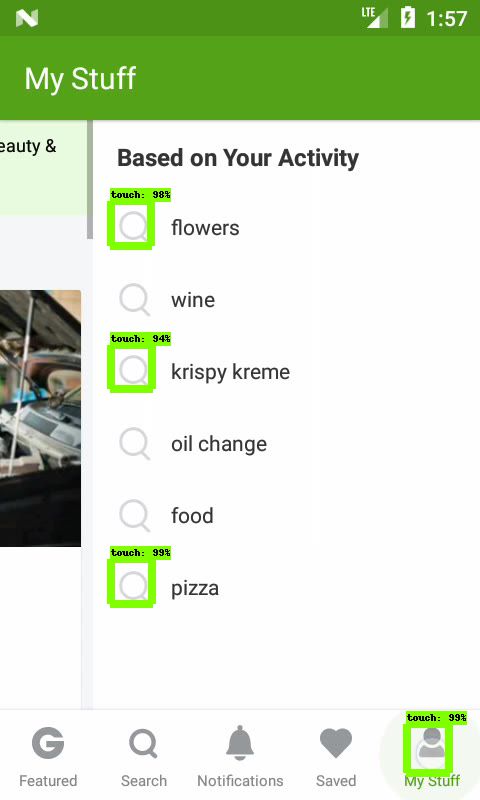 LTE 1:57
My Stuff
eauty &
Based on Your Activity
touch: 98%
flowers
wine
touch: 94%
krispy kreme
oil change
food
touch: 99%
pizza
touch: 99%
Featured Search Notifications Saved My Stuff